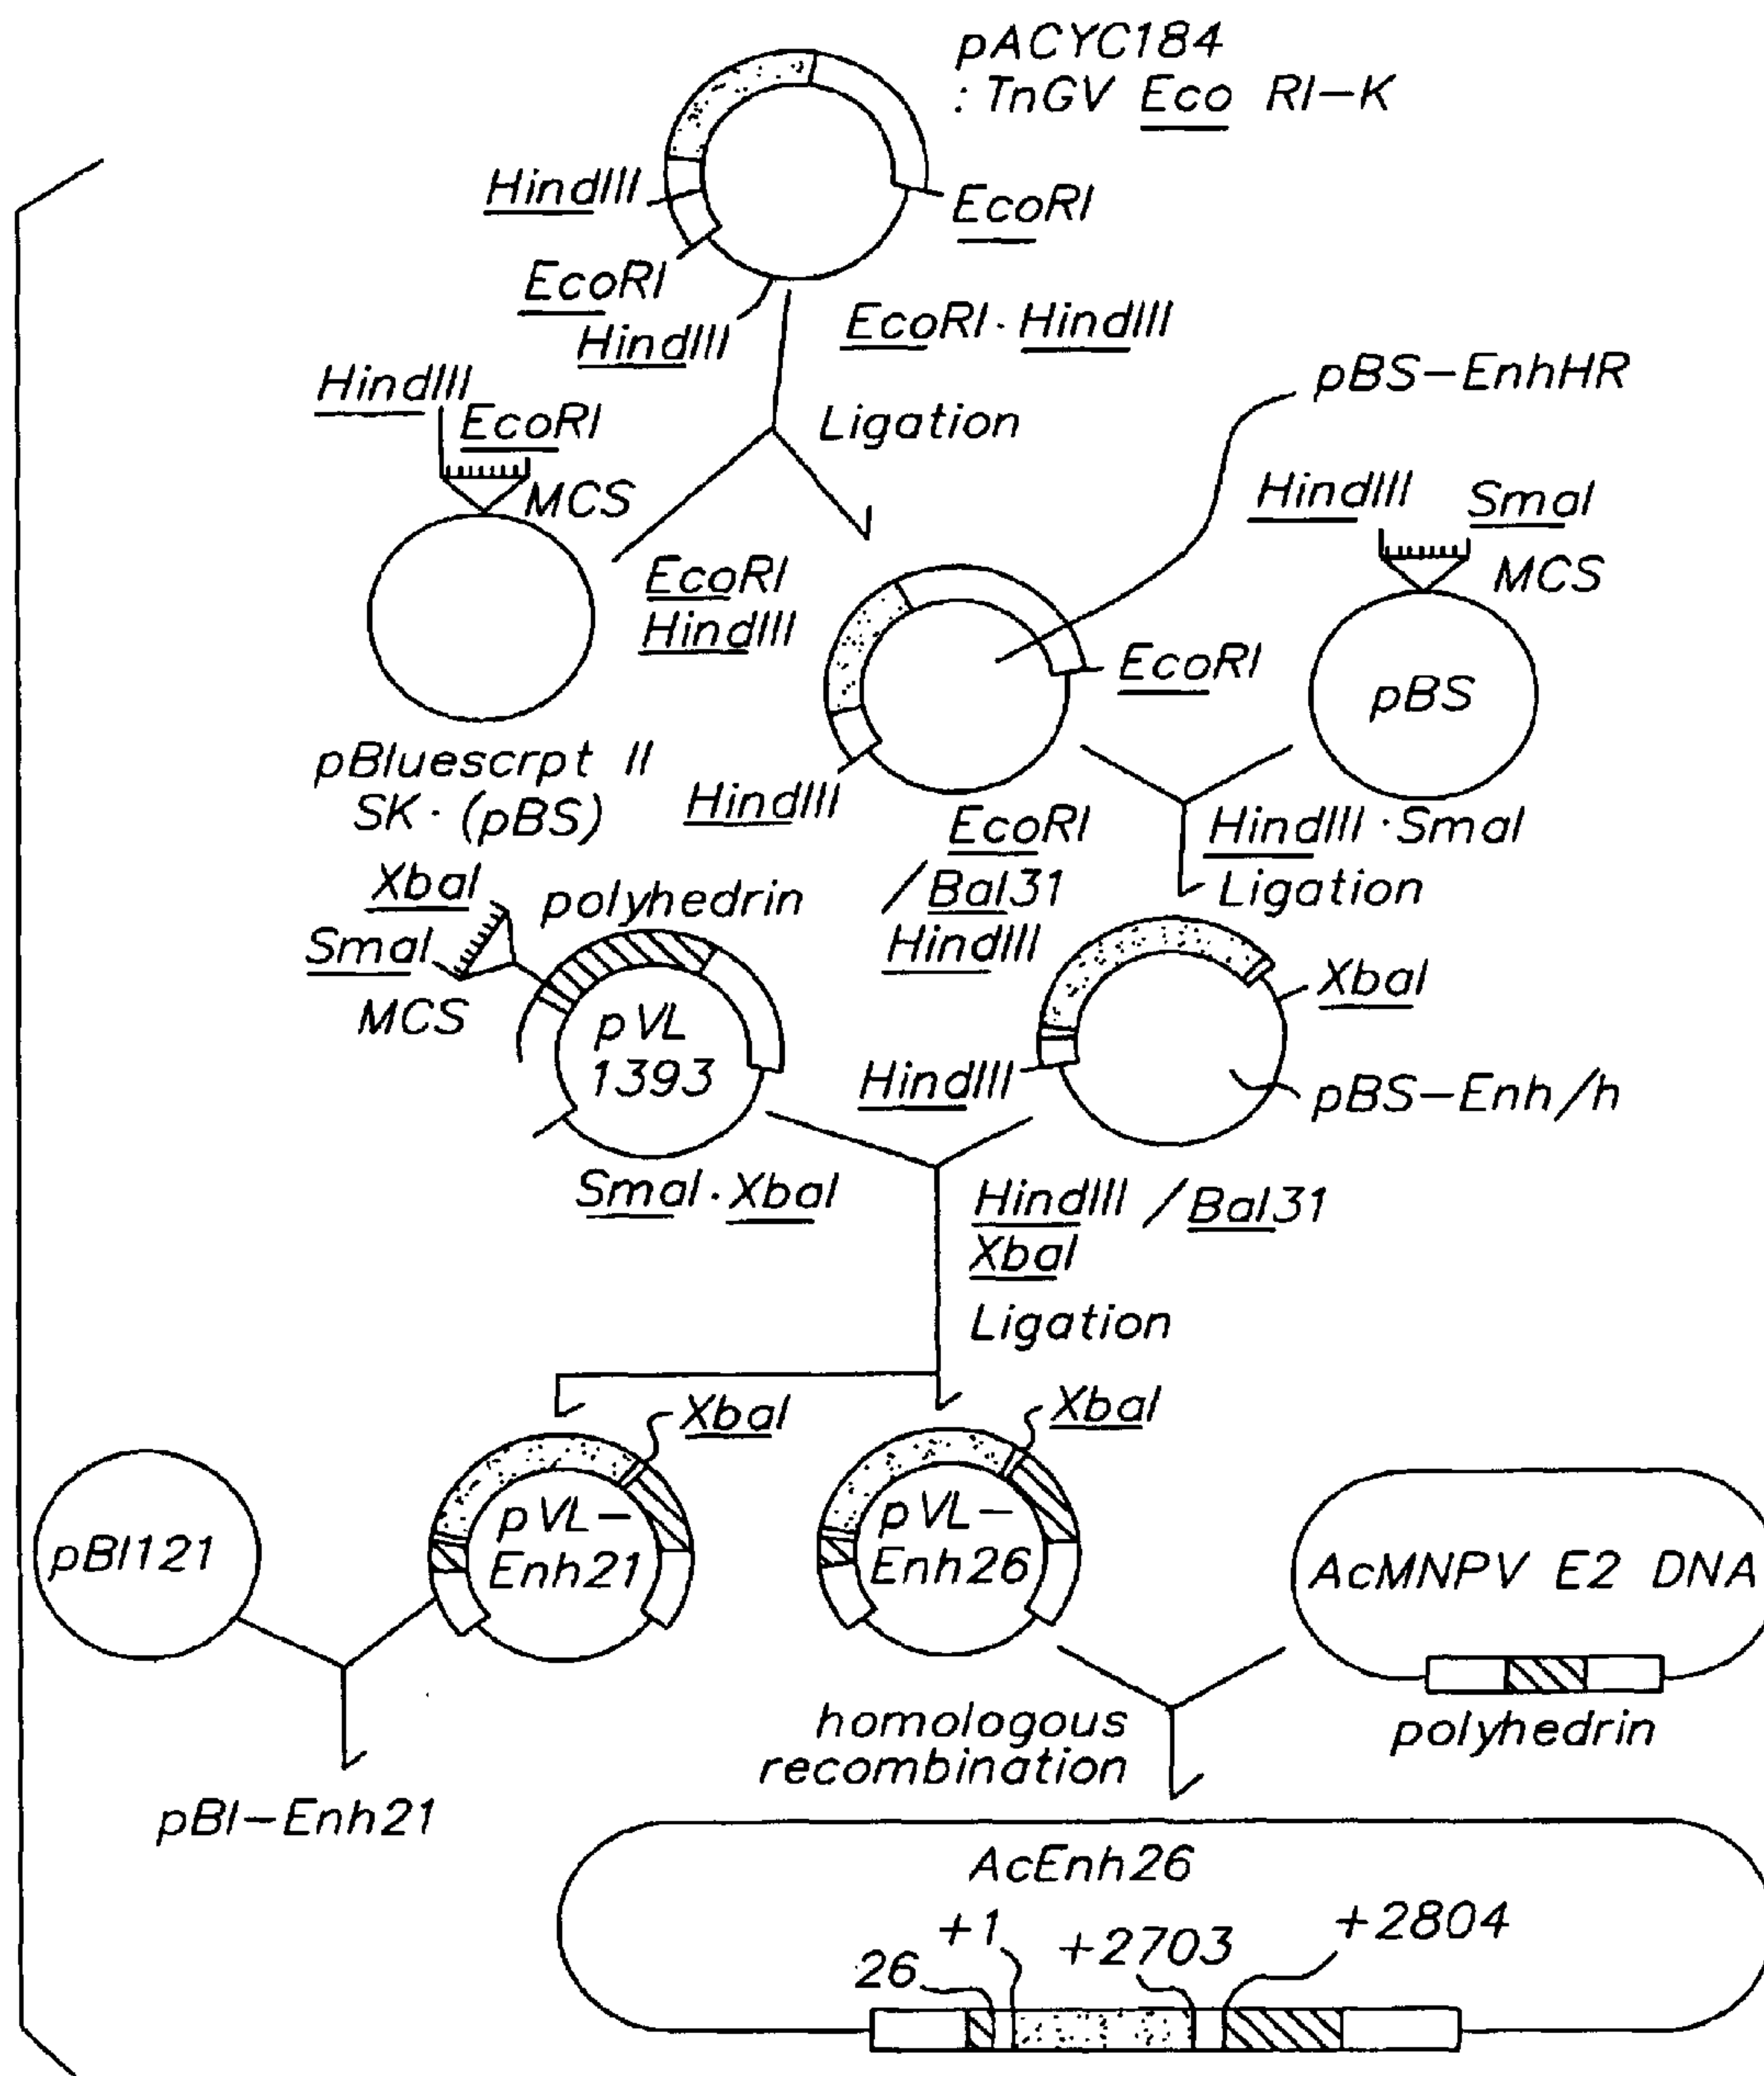 pACYC184
: TnGV Eco RI-K
HindIII
EcoRI
EcoRI
HindIII
EcoRI·HindIII
HindIII
EcoRI
MCS
Ligation
pBS-EnhHR
HindIII
SmaI
MCS
EcoRI
HindIII
EcoRI
pBS
pBluescrpt II
SK· (pBS)
HindIII
EcoRI
/Bal31
HindIII
HindIII·SmaI
Ligation
XbaI
SmaI
MCS
polyhedrin
pVL
1393
XbaI
HindIII
pBS-Enh/h
SmaI·XbaI
HindIII/Bal31
XbaI
Ligation
XbaI
XbaI
pBI121
pVL-
Enh21
pVL-
Enh26
AcMNPV E2 DNA
polyhedrin
homologous
recombination
pBI-Enh21
AcEnh26
26
+1
+2703
+2804